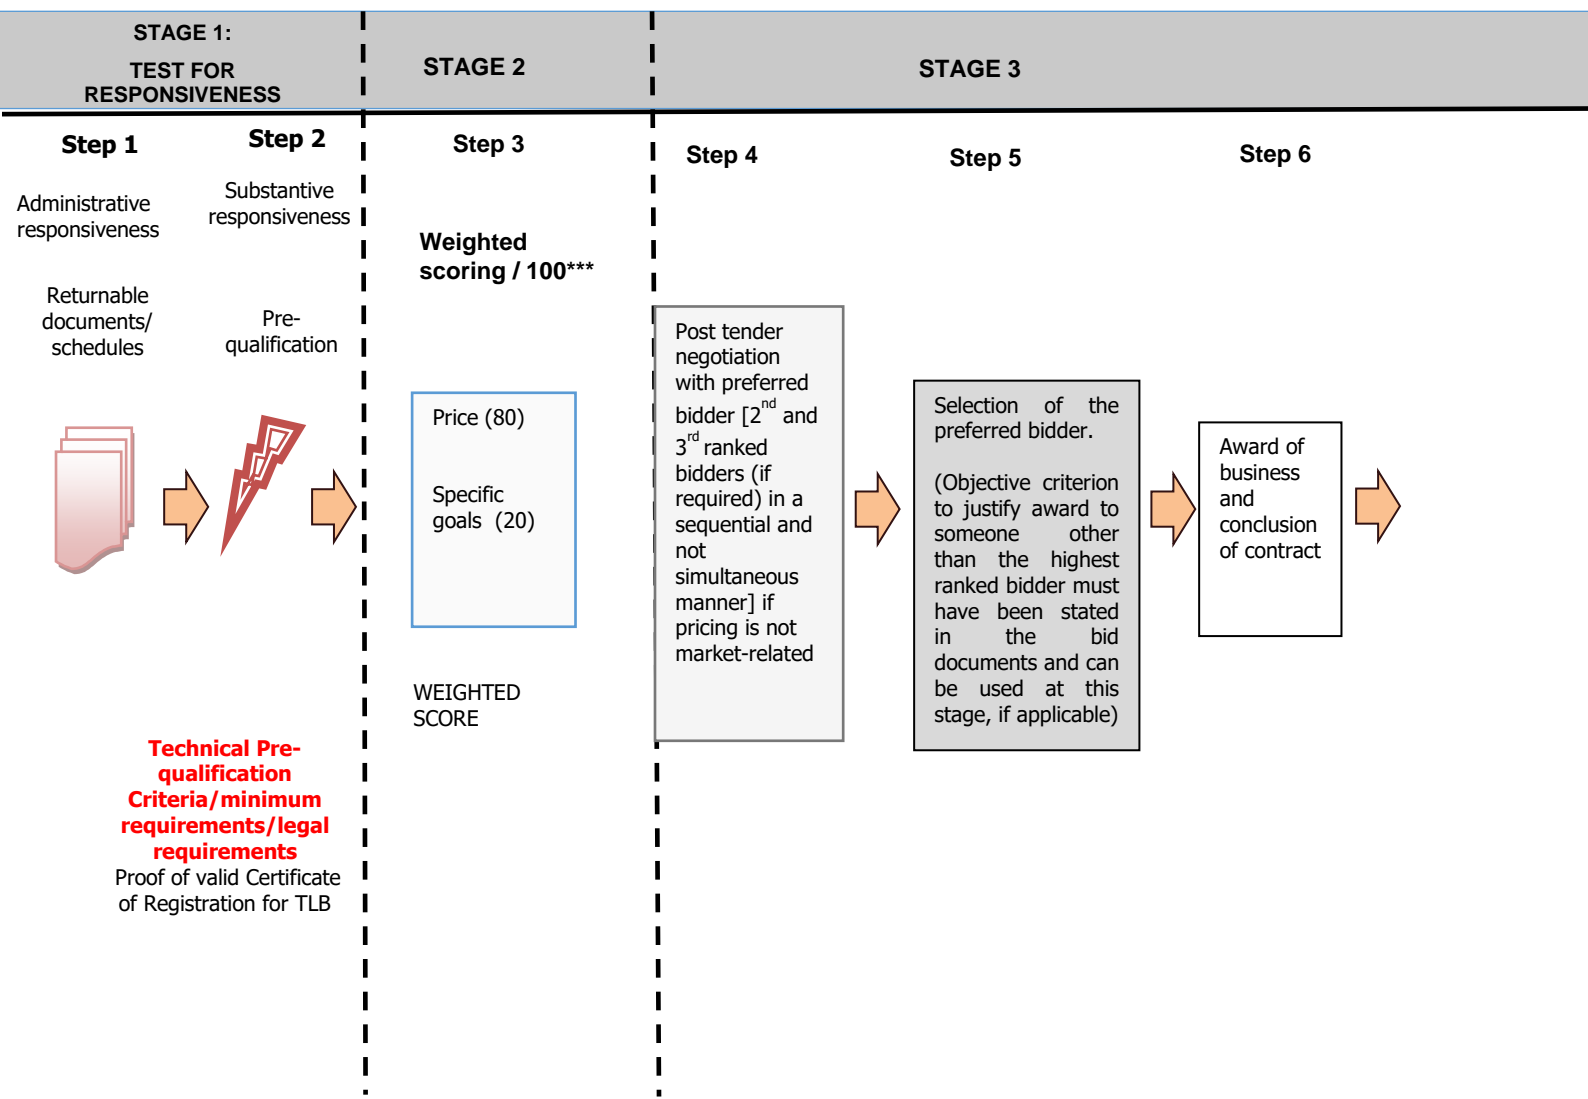 STAGE 1:
TEST FOR
RESPONSIVENESS
STAGE 2
STAGE 3
Step 1
Administrative
responsiveness
Returnable
documents/
schedules
Step 2
Substantive
responsiveness
Pre-
qualification
Technical Pre-
qualification
Criteria/minimum
requirements/legal
requirements
Proof of valid Certificate
of Registration for TLB
Step 3
Weighted
scoring / 100***
Price (80)
Specific
goals (20)
WEIGHTED
SCORE
Step 4
Post tender
negotiation
with preferred
bidder [2nd and
3rd ranked
bidders (if
required) in a
sequential and
not
simultaneous
manner] if
pricing is not
market-related
Step 5
Selection of the
preferred bidder.
(Objective criterion
to justify award to
someone other
than the highest
ranked bidder must
have been stated
in the bid
documents and can
be used at this
stage, if applicable)
Step 6
Award of
business
and
conclusion
of contract